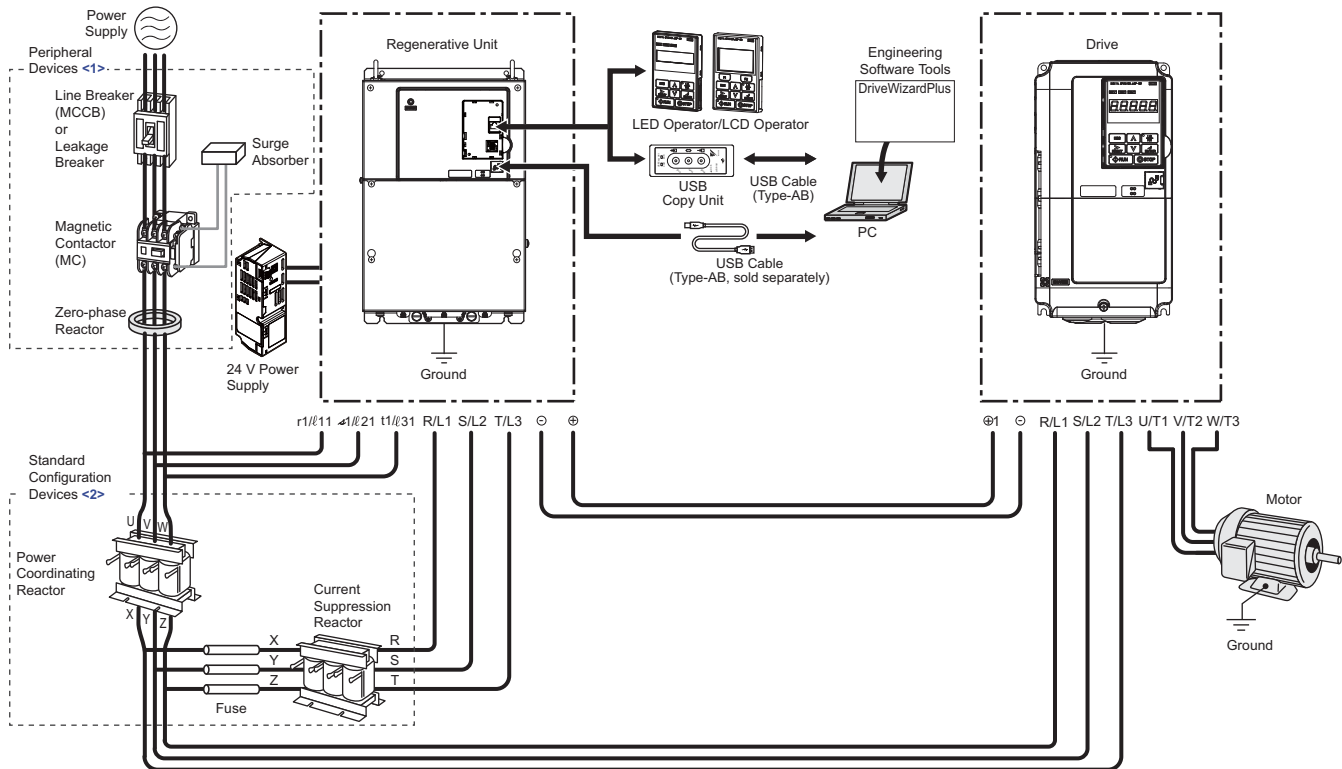 Power
Supply
Peripheral
Devices <1>
Line Breaker
(MCCB)
or
Leakage
Breaker
Surge
Absorber
Magnetic
Contactor
(MC)
Zero-phase
Reactor
24 V Power
Supply
Regenerative Unit
Ground
LED Operator/LCD Operator
USB
Copy Unit
USB Cable
(Type-AB)
USB Cable
(Type-AB, sold separately)
Engineering
Software Tools
DriveWizardPlus
PC
Drive
RUN
STOP
Ground
r1/ℓ11 s1/ℓ21 t1/ℓ31 R/L1 S/L2 T/L3 ⊖ ⊕
⊕1 ⊖ R/L1 S/L2 T/L3 U/T1 V/T2 W/T3
Standard
Configuration
Devices <2>
U V W
Power
Coordinating
Reactor
X Y Z
Current
Suppression
Reactor
X R
Y S
Z T
Fuse
Motor
Ground